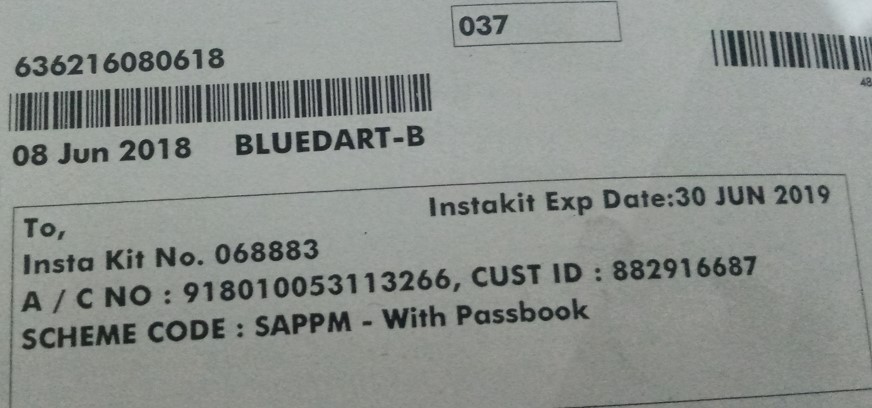 037
636216080618
08 Jun 2018 BLUEDART-B
Instakit Exp Date:30 JUN 2019
To,
Insta Kit No. 068883
A / C NO : 918010053113266, CUST ID : 882916687
SCHEME CODE : SAPPM - With Passbook